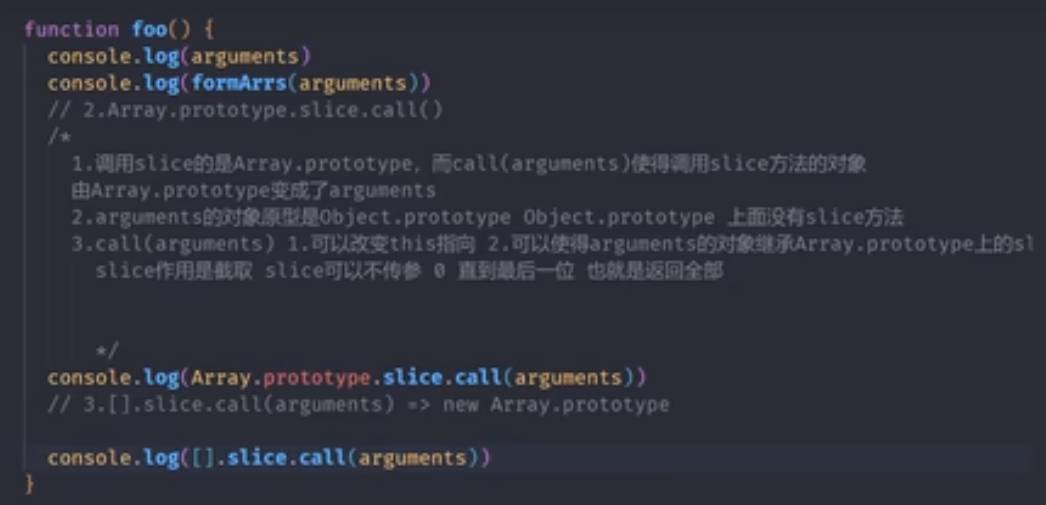 function foo() {
console.log(arguments)
console.log(formArrs(arguments))
// 2.Array.prototype.slice.call()
/*
1.调用slice的是Array.prototype，而call(arguments)使得调用slice方法的对象
由Array.prototype变成了arguments
2.arguments的对象原型是Object.prototype Object.prototype 上面没有slice方法
3.call(arguments) 1.可以改变this指向 2.可以使得arguments的对象继承Array.prototype上的sl
slice作用是截取 slice可以不传参 0 直到最后一位 也就是返回全部
*/
console.log(Array.prototype.slice.call(arguments))
// 3.[].slice.call(arguments) => new Array.prototype
console.log([].slice.call(arguments))
}